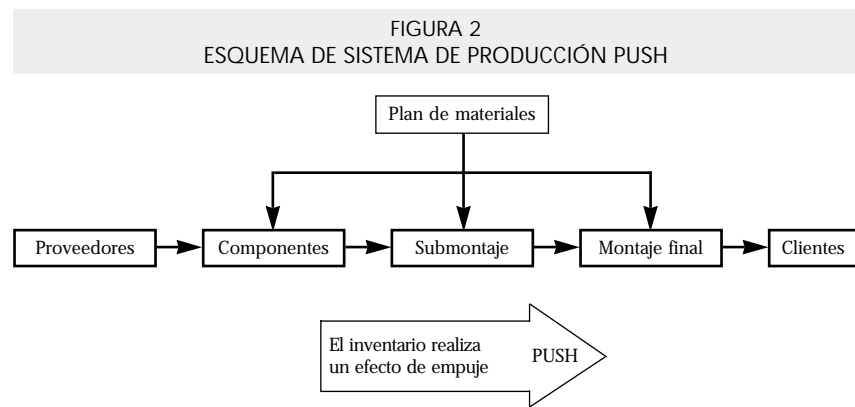 FIGURA 2
ESQUEMA DE SISTEMA DE PRODUCCIÓN PUSH
Plan de materiales
Proveedores
Componentes
Submontaje
Montaje final
Clientes
El inventario realiza
un efecto de empuje
PUSH